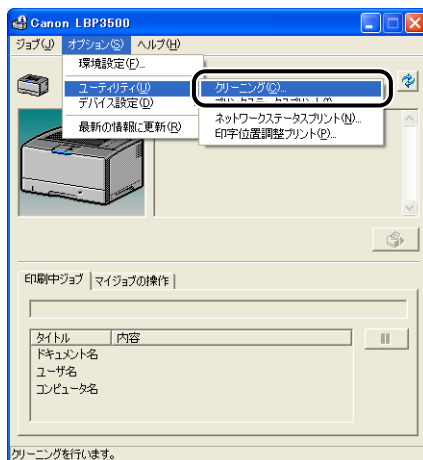 Canon LBP3500
ジョブ(J) オプション(S) ヘルプ(H)
環境設定(E)...
ユーティリティ(U)
クリーニング(C)...
デバイス設定(D)
ネットワークステータスプリント(N)...
最新の情報に更新(R)
印字位置調整プリント(P)...
印刷中ジョブ マイジョブの操作
タイトル 内容
ドキュメント名
ユーザ名
コンピュータ名
クリーニングを行います。